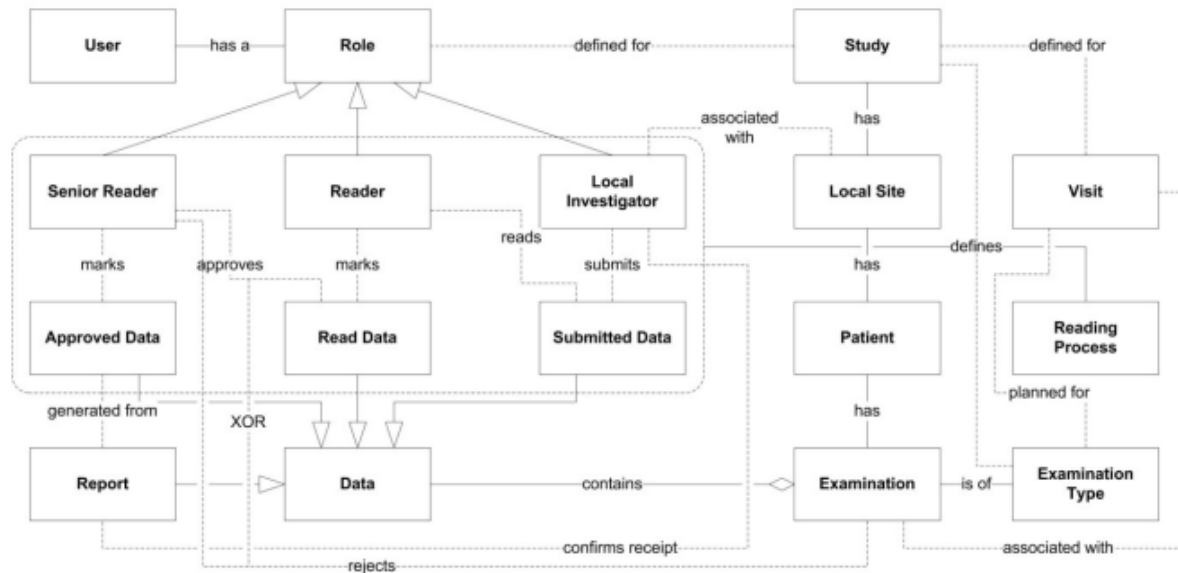 User
has a
Role
defined for
Study
defined for
associated
with
has
Senior Reader
Reader
Local
Investigator
Local Site
Visit
reads
defines
marks
approves
marks
submits
has
Approved Data
Read Data
Submitted Data
Patient
Reading
Process
generated from
XOR
has
planned for
Report
Data
contains
Examination
is of
Examination
Type
confirms receipt
associated with
rejects